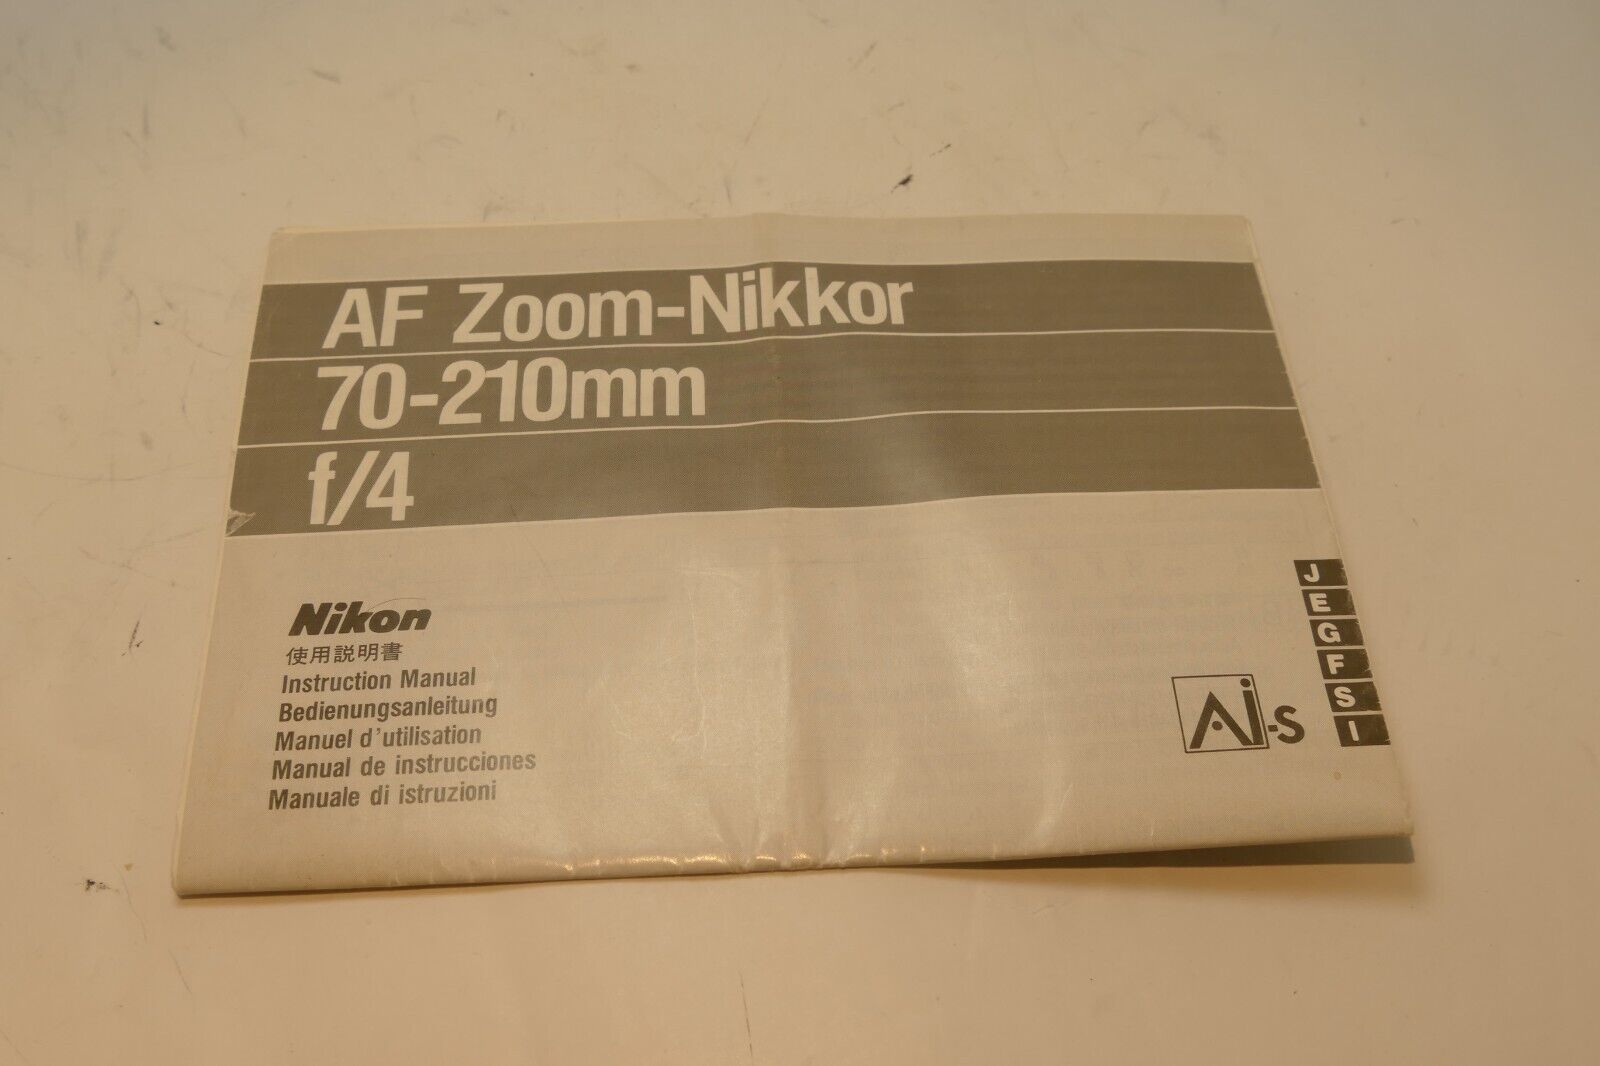 AF Zoom-Nikkor
70-210mm
f/4
Nikon
使用説明書
Instruction Manual
Bedienungsanleitung
Manuel d'utilisation
Manual de instrucciones
Manuale di istruzioni
Ai-s
J
E
G
F
S
I